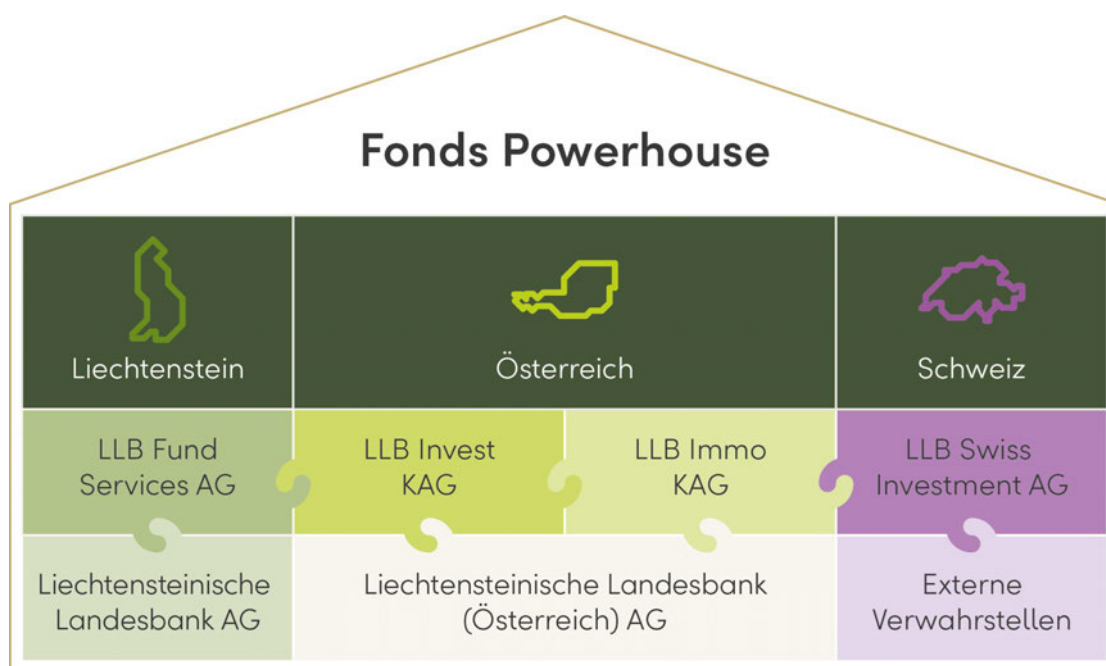 Fonds Powerhouse
Liechtenstein
Österreich
Schweiz
LLB Fund
Services AG
LLB Invest
KAG
LLB Immo
KAG
LLB Swiss
Investment AG
Liechtensteinische
Landesbank AG
Liechtensteinische Landesbank
(Österreich) AG
Externe
Verwahrstellen